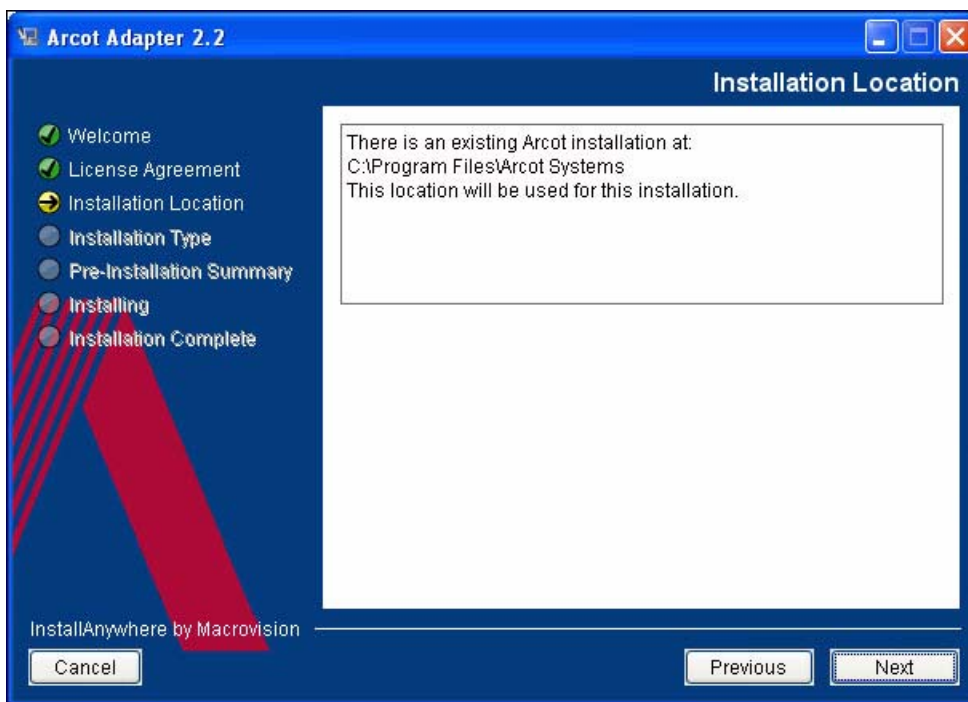 Arcot Adapter 2.2
Installation Location
Welcome
License Agreement
Installation Location
Installation Type
Pre-Installation Summary
Installing
Installation Complete
There is an existing Arcot installation at:
C:\Program Files\Arcot Systems
This location will be used for this installation.
InstallAnywhere by Macrovision
Cancel
Previous
Next